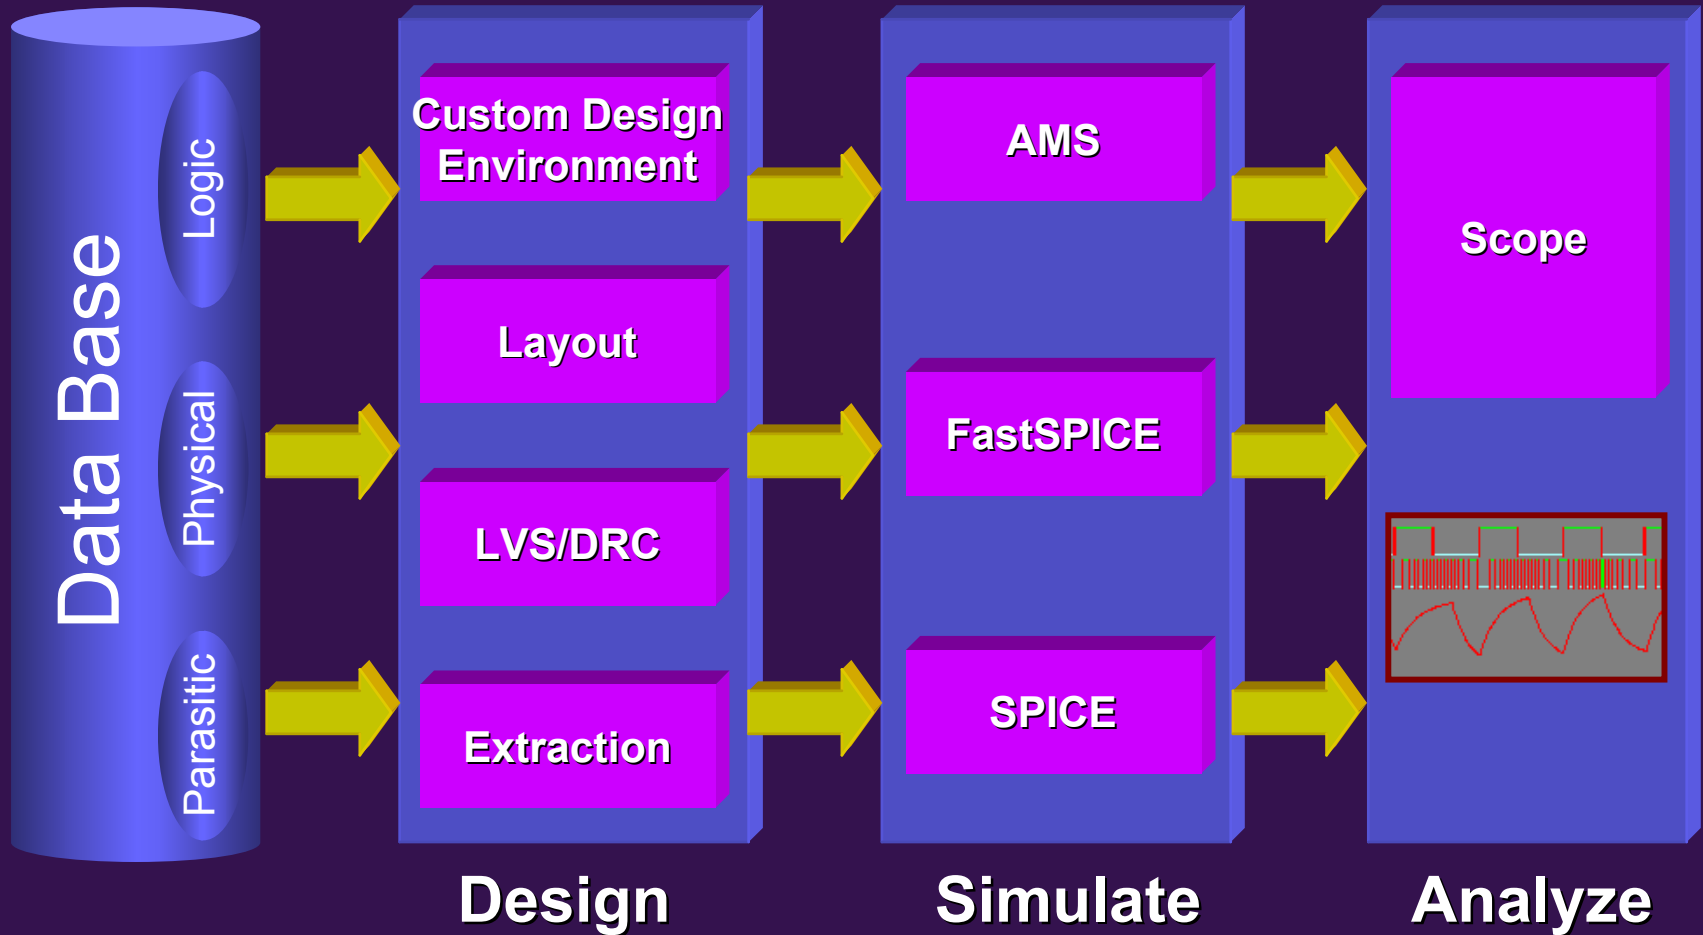 Data Base
Logic
Physical
Parasitic
Custom Design
Environment
Layout
LVS/DRC
Extraction
Design
AMS
FastSPICE
SPICE
Simulate
Scope
Analyze